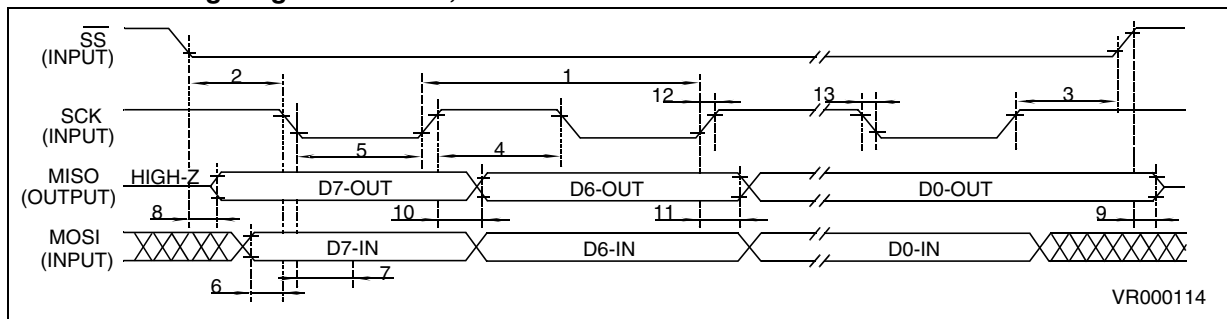 SS
(INPUT)
2
1
12
13
3
SCK
(INPUT)
5
4
MISO
(OUTPUT)
HIGH-Z
D7-OUT
D6-OUT
D0-OUT
8
10
11
9
MOSI
(INPUT)
D7-IN
D6-IN
D0-IN
6
7
VR000114